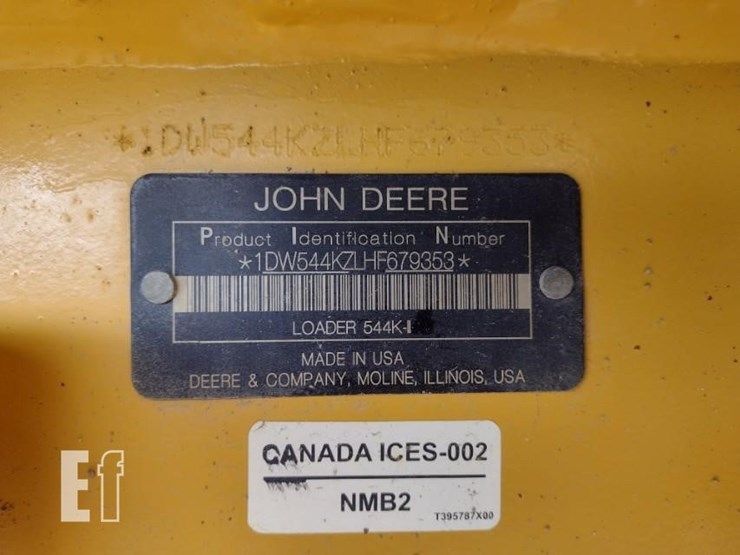 *1DW544KZLHF679353*
JOHN DEERE
Product Identification Number
*1DW544KZLHF679353*
LOADER 544K-II
MADE IN USA
DEERE & COMPANY, MOLINE, ILLINOIS, USA
CANADA ICES-002
NMB2
T395787X00
Ef